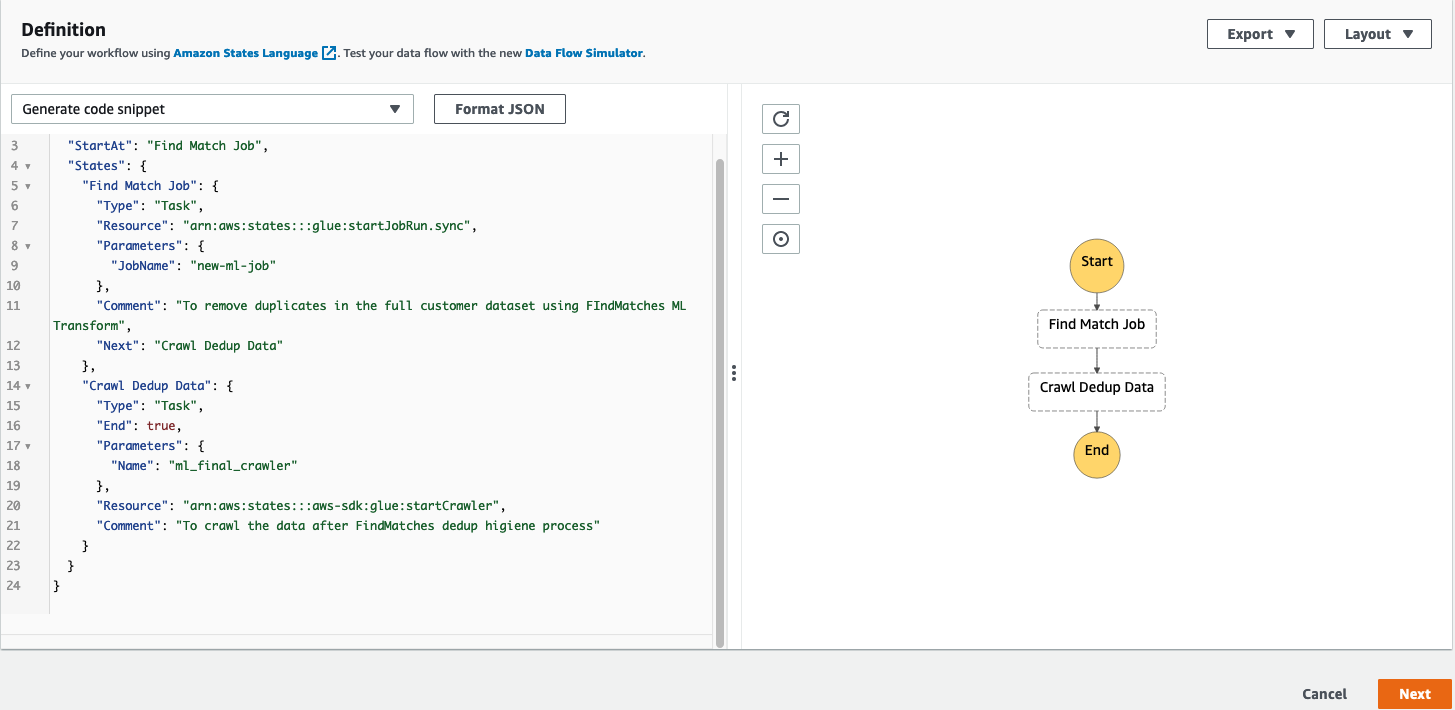 Definition
Define your workflow using Amazon States Language. Test your data flow with the new Data Flow Simulator.
Export ▼
Layout ▼
Generate code snippet ▼
Format JSON
3 "StartAt": "Find Match Job",
4 ▾ "States": {
5 ▾ "Find Match Job": {
6 "Type": "Task",
7 "Resource": "arn:aws:states:::glue:startJobRun.sync",
8 ▾ "Parameters": {
9 "JobName": "new-ml-job"
10 },
11 "Comment": "To remove duplicates in the full customer dataset using FIndMatches ML
Transform",
12 "Next": "Crawl Dedup Data"
13 },
14 ▾ "Crawl Dedup Data": {
15 "Type": "Task",
16 "End": true,
17 ▾ "Parameters": {
18 "Name": "ml_final_crawler"
19 },
20 "Resource": "arn:aws:states:::aws-sdk:glue:startCrawler",
21 "Comment": "To crawl the data after FindMatches dedup higiene process"
22 }
23 }
24 }
Start
Find Match Job
Crawl Dedup Data
End
Cancel
Next